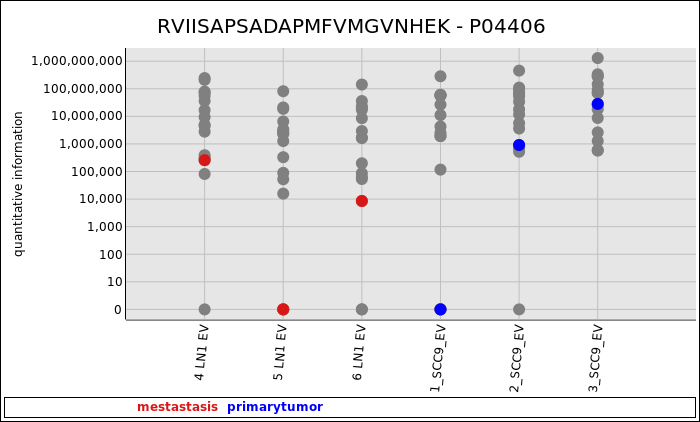 RVIISAPSADAPMFVMGVNHEK - P04406
quantitative information
1,000,000,000
100,000,000
10,000,000
1,000,000
100,000
10,000
1,000
100
10
0
4 LN1 EV
5 LN1 EV
6 LN1 EV
1_SCC9_EV
2_SCC9_EV
3_SCC9_EV
mestastasis primarytumor